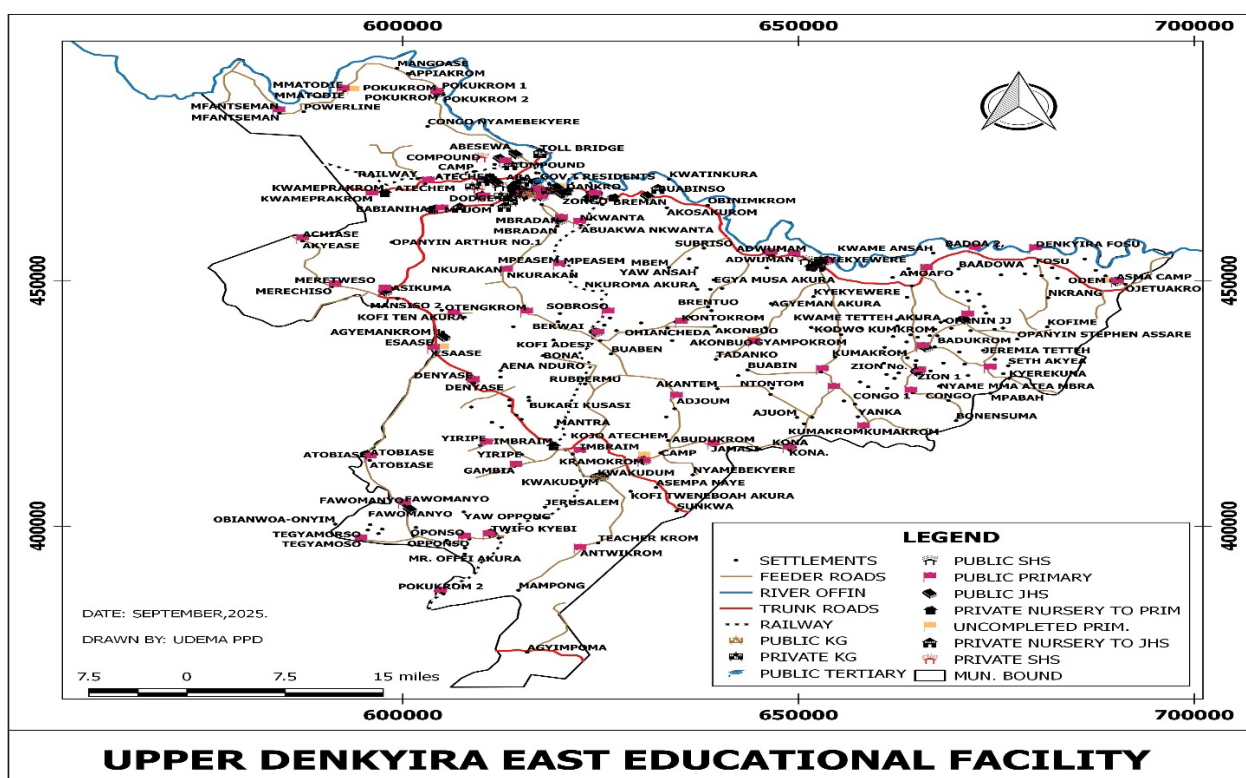 600000
650000
700000
MANGOASE
APPIAKROM
MMATODIE
MMATODIE
POKUKROM
POKUKROM
POKUKROM 1
POKUKROM 2
MFANTSEMAN
MFANTSEMAN
POWERLINE
CONGO NYAMEBEKYERE
ABESEWA
TOLL BRIDGE
COMPOUND
CAMP
RAILWAY
ATECHEM
GOV.T RESIDENTS
KWATINKURA
KWAMEPRAKROM
KWAMEPRAKROM
ATECHEM
DODGE
DANKRO
ZONGO
BREMAN
BUABINSO
OBINIMKROM
AKOSAKUROM
BABIANIHA
MBRADAN
MBRADAN
NKWANTA
ABUAKWA NKWANTA
ACHIASE
AKYEASE
OPANYIN ARTHUR NO.1
SUBRISO
ADWUMAM
ADWUMAN
KWAME ANSAH
KYEKYEWERE
BADOA 2,
DENKYIRA FOSU
MPEASEM
MPEASEM
MBEM
NKURAKAN
NKURAKAN
YAW ANSAH
NKUROMA AKURA
EGYA MUSA AKURA
AMOAFO
BAADOWA
FOSU
ASMA CAMP
ODEM
OJETUAKRO
450000
450000
MERETWESO
MERECHISO
ASIKUMA
MANSISO 2
KOFI TEN AKURA
OTENGKROM
SOBROSO
BRENTUO
KYEKYEWERE
AGYEMAN AKURA
NKRANG
KONTOKROM
KWAME TETTEH AKURA
OPANIN JJ
KOFIME
AGYEMANKROM
ESAASE
ESAASE
BEKWAI
OHIANCHEDA
AKONBUO
AKONBUO
GYAMPOKROM
KODWO KUMKROM
OPANYIN STEPHEN ASSARE
BADUKROM
KOFI ADESI
BONA
BUABEN
TADANKO
KUMAKROM
JEREMIA TETTEH
SETH AKYEA
AENA NDURO
BUABIN
ZION No.
ZION 1
KYEREKUNA
DENYASE
DENYASE
RUBDERMU
AKANTEM
NTONTOM
NYAME MMA ATEA MBRA
CONGO 1
CONGO
MPABAH
BUKARI KUSASI
ADJOUM
AJUOM
YANKA
BONENSUMA
MANTRA
KUMAKROM
KUMAKROM
YIRIPE
IMBRAIM
KOJO ATECHEM
IMBRAIM
ABUDUKROM
JAMASI
KONA
KONA.
ATOBIASE
ATOBIASE
ATOBIASE
YIRIPE
GAMBIA
KRAMOKROM
CAMP
KWAKUDUM
KWAKUDUM
NYAMEBEKYERE
ASEMPA NAYE
KOFI TWENEBOAH AKURA
SUNKWA
FAWOMANYO
FAWOMANYO
FAWOMANYO
JERUSALEM
YAW OPPONG
OBIANWOA-ONYIM
400000
400000
TEGYAMORSO
TEGYAMOSO
OPONSO
OPPONSO
TWIFO KYEBI
TEACHER KROM
ANTWIKROM
MR. OFFEI AKURA
POKUKROM 2
MAMPONG
AGYIMPOMA
LEGEND
SETTLEMENTS
FEEDER ROADS
RIVER OFFIN
TRUNK ROADS
RAILWAY
PUBLIC KG
PRIVATE KG
PUBLIC TERTIARY
PUBLIC SHS
PUBLIC PRIMARY
PUBLIC JHS
PRIVATE NURSERY TO PRIM
UNCOMPLETED PRIM.
PRIVATE NURSERY TO JHS
PRIVATE SHS
MUN. BOUND
DATE: SEPTEMBER,2025.
DRAWN BY: UDEMA PPD
7.5 0 7.5 15 miles
600000
650000
700000
UPPER DENKYIRA EAST EDUCATIONAL FACILITY